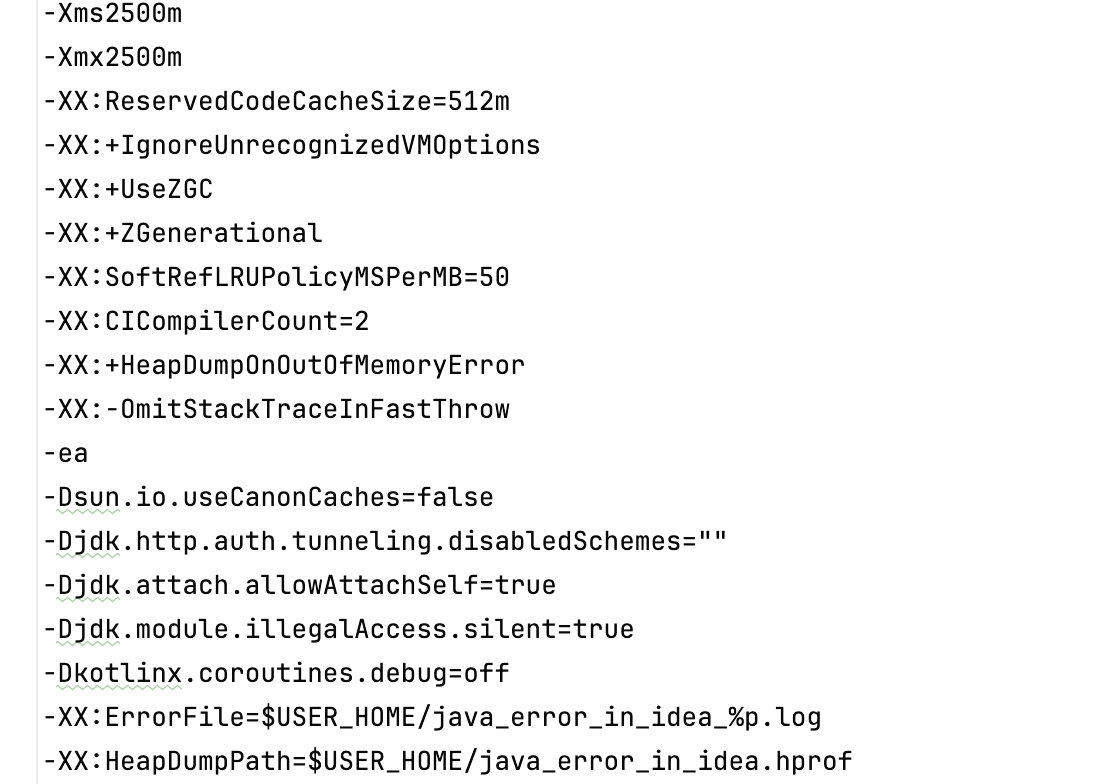 -Xms2500m
-Xmx2500m
-XX:ReservedCodeCacheSize=512m
-XX:+IgnoreUnrecognizedVMOptions
-XX:+UseZGC
-XX:+ZGenerational
-XX:SoftRefLRUPolicyMSPerMB=50
-XX:CICompilerCount=2
-XX:+HeapDumpOnOutOfMemoryError
-XX:-OmitStackTraceInFastThrow
-ea
-Dsun.io.useCanonCaches=false
-Djdk.http.auth.tunneling.disabledSchemes=""
-Djdk.attach.allowAttachSelf=true
-Djdk.module.illegalAccess.silent=true
-Dkotlinx.coroutines.debug=off
-XX:ErrorFile=$USER_HOME/java_error_in_idea_%p.log
-XX:HeapDumpPath=$USER_HOME/java_error_in_idea.hprof